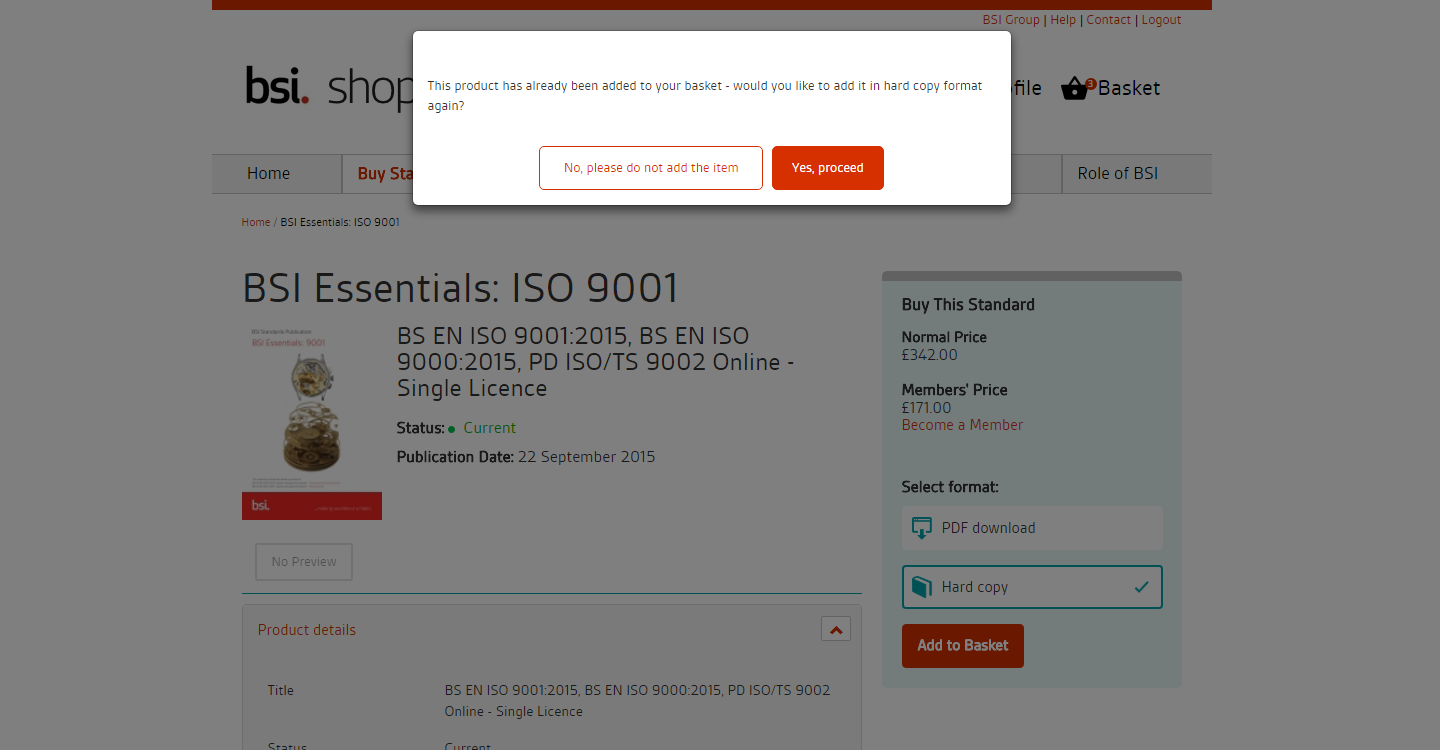 BSI Group | Help | Contact | Logout
This product has already been added to your basket - would you like to add it in hard copy format
again?
No, please do not add the item
Yes, proceed
bsi. shop
ofile
3
Basket
Home
Buy Sta
Role of BSI
Home / BSI Essentials: ISO 9001
BSI Essentials: ISO 9001
BSI Standards Publication
BSI Essentials: 9001
bsi.
BS EN ISO 9001:2015, BS EN ISO
9000:2015, PD ISO/TS 9002 Online -
Single Licence
Status: Current
Publication Date: 22 September 2015
No Preview
Product details
Title
BS EN ISO 9001:2015, BS EN ISO 9000:2015, PD ISO/TS 9002
Online - Single Licence
Status
Current
Buy This Standard
Normal Price
£342.00
Members' Price
£171.00
Become a Member
Select format:
PDF download
Hard copy
Add to Basket